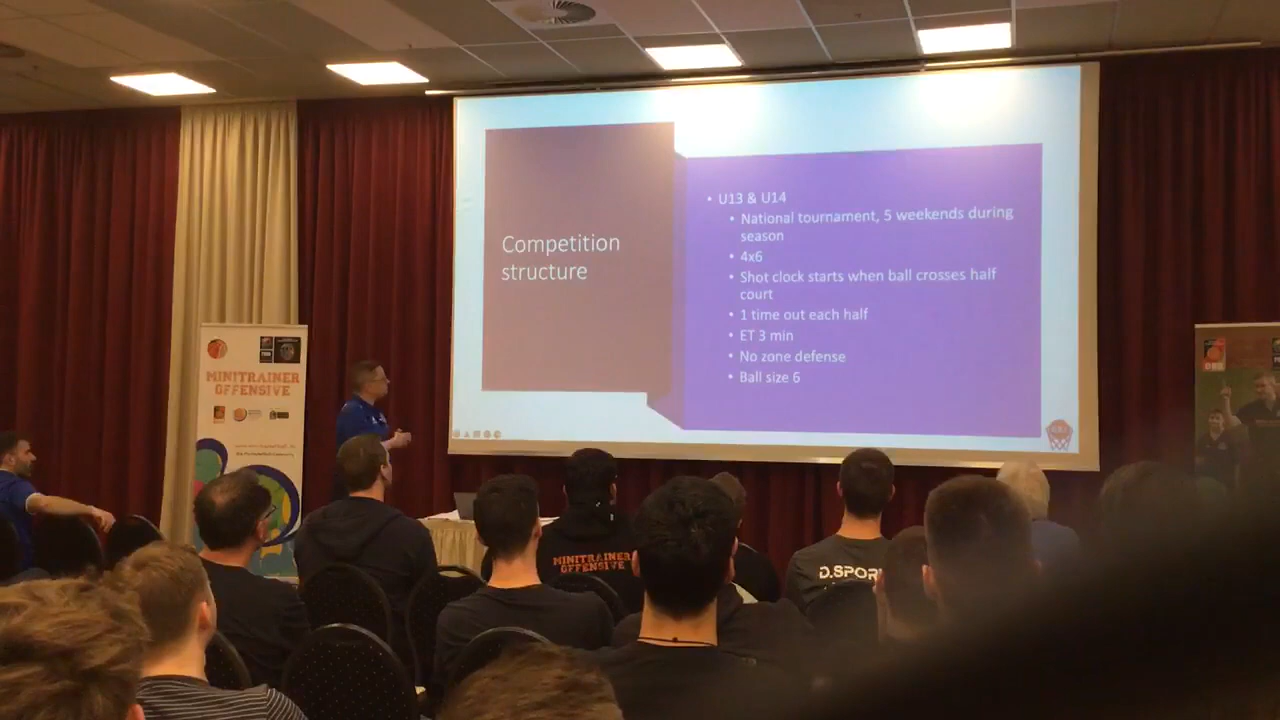 Competition
structure
• U13 & U14
• National tournament, 5 weekends during
season
• 4x6
• Shot clock starts when ball crosses half
court
• 1 time out each half
• ET 3 min
• No zone defense
• Ball size 6
MINITRAINER
OFFENSIVE
MINITRAINER
OFFENSIVE
D.SPOR